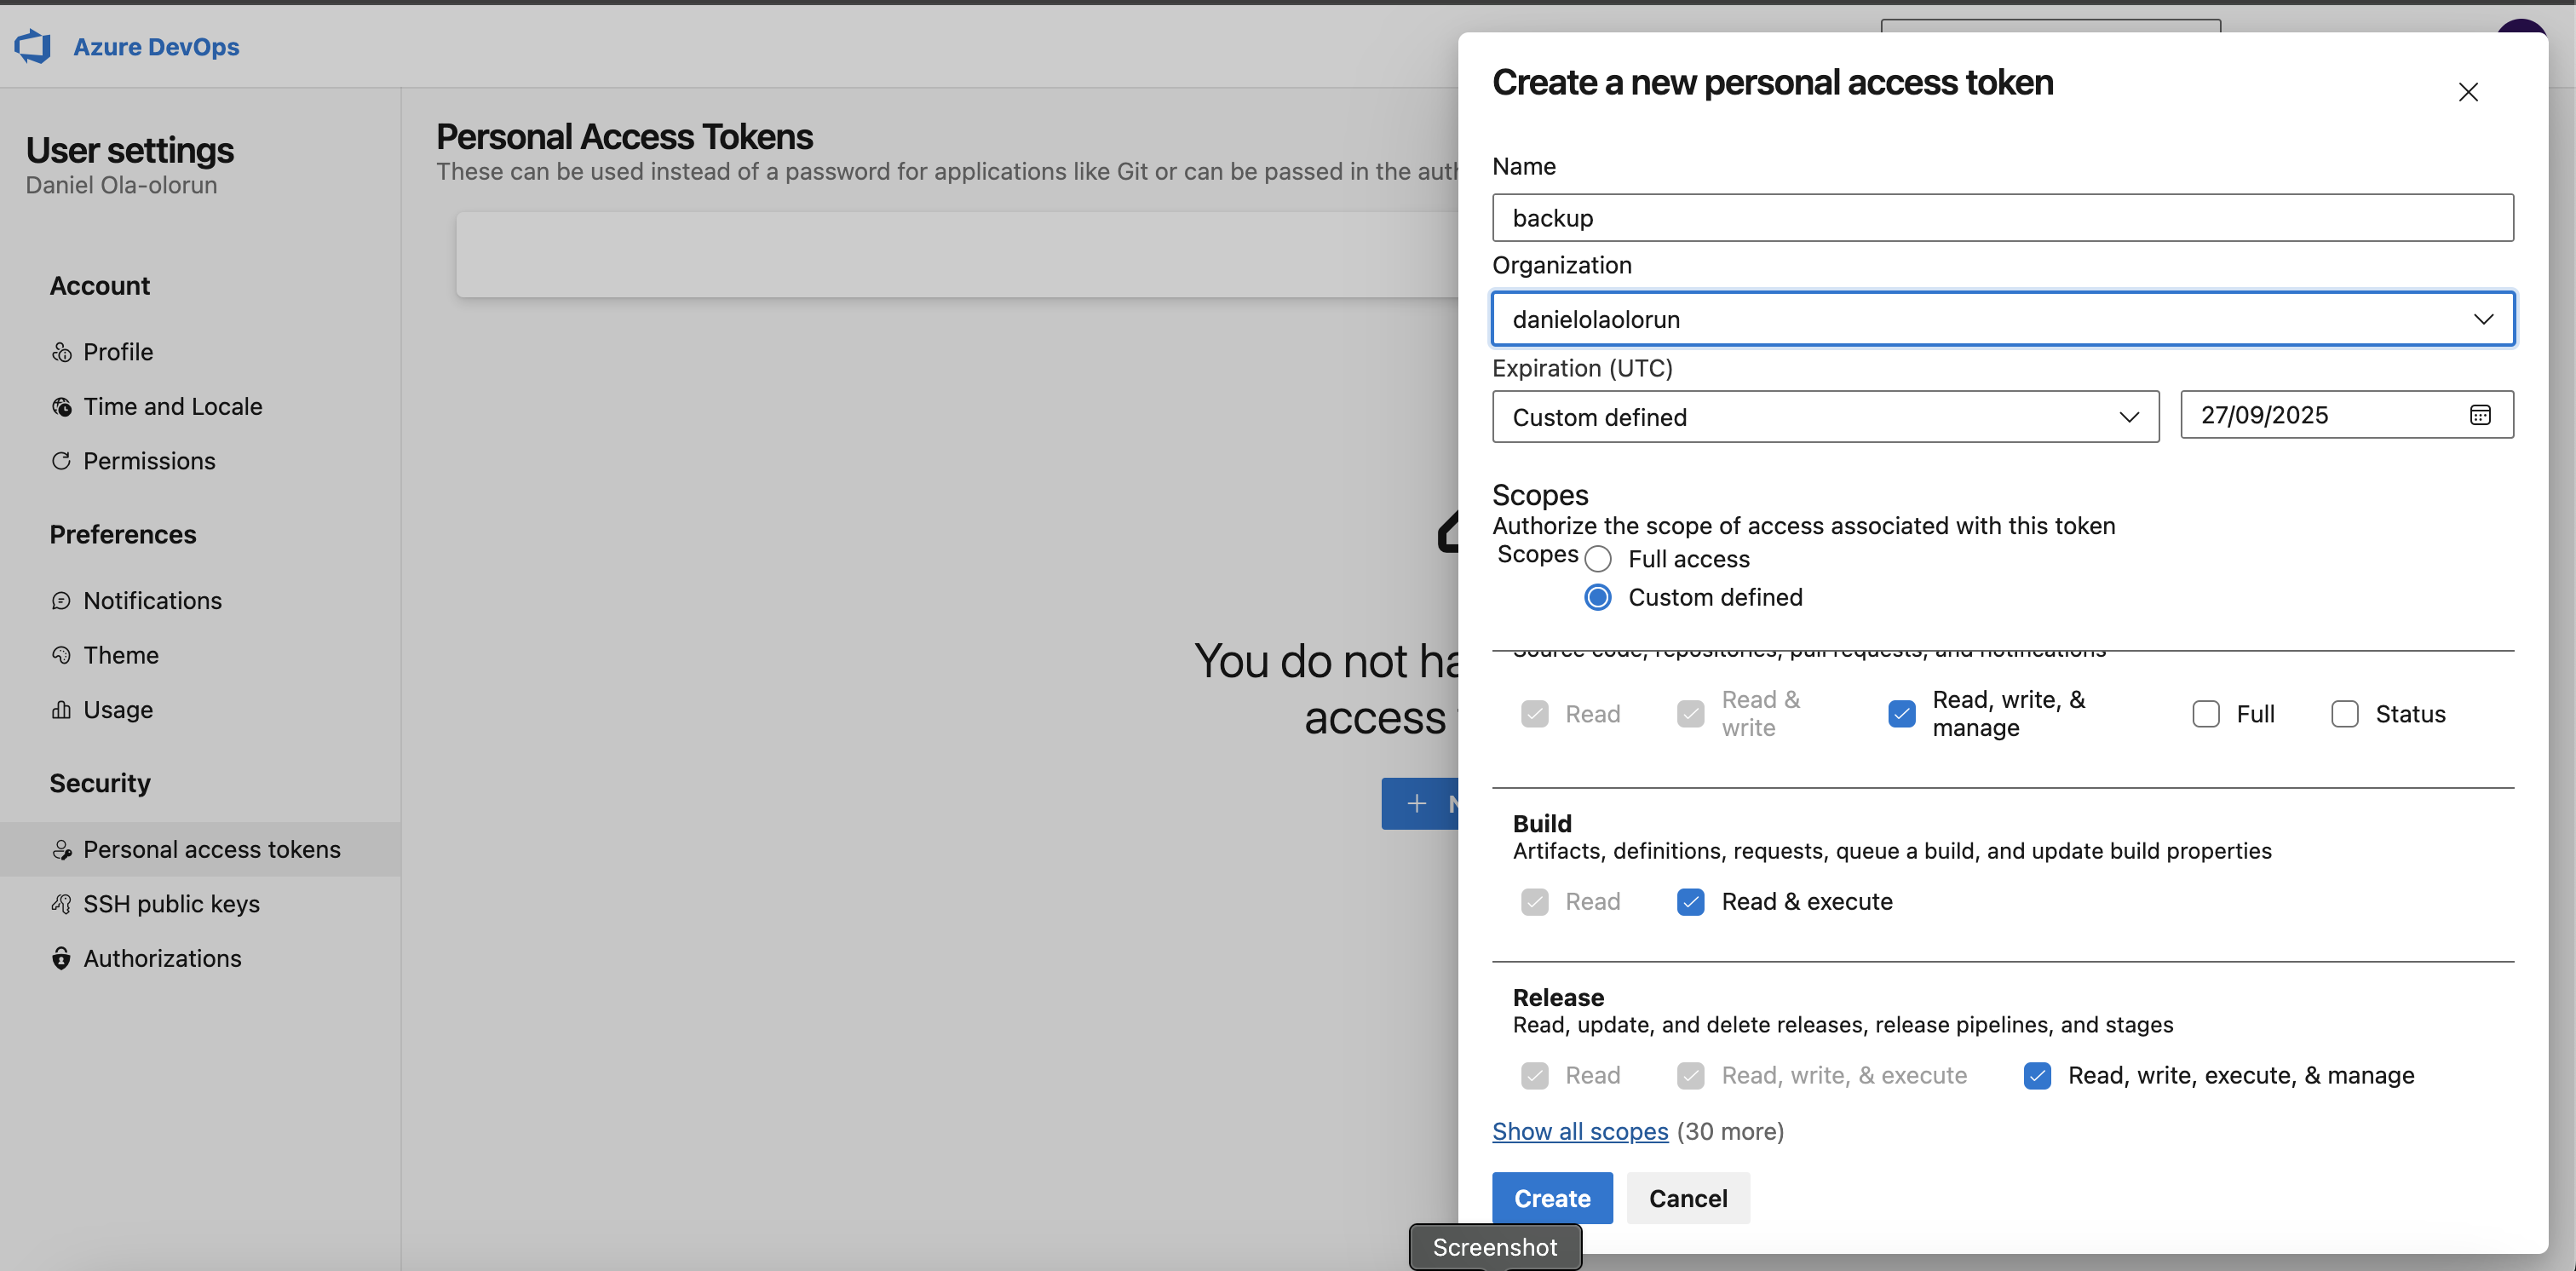 Azure DevOps
User settings
Daniel Ola-olorun
Account
Profile
Time and Locale
Permissions
Preferences
Notifications
Theme
Usage
Security
Personal access tokens
SSH public keys
Authorizations
Personal Access Tokens
These can be used instead of a password for applications like Git or can be passed in the
You do not
access
Create a new personal access token
Name
backup
Organization
danielolaolorun
Expiration (UTC)
Custom defined
27/09/2025
Scopes
Authorize the scope of access associated with this token
Scopes
Full access
Custom defined
Source code, repositories, pull requests, and notifications
Read
Read &
write
Read, write, &
manage
Full
Status
Build
Artifacts, definitions, requests, queue a build, and update build properties
Read
Read & execute
Release
Read, update, and delete releases, release pipelines, and stages
Read
Read, write, & execute
Read, write, execute, & manage
Show all scopes (30 more)
Create
Cancel
Screenshot